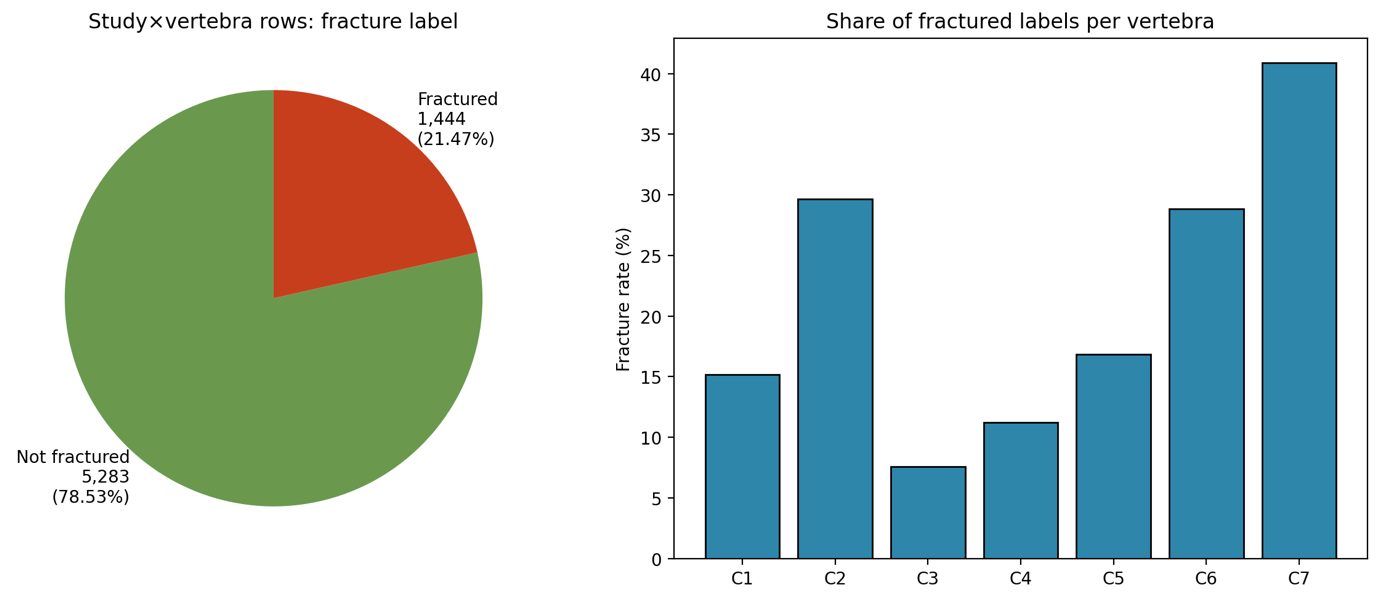 Study×vertebra rows: fracture label
Fractured
1,444
(21.47%)
Not fractured
5,283
(78.53%)
Share of fractured labels per vertebra
Fracture rate (%)
40
35
30
25
20
15
10
5
0
C1 C2 C3 C4 C5 C6 C7